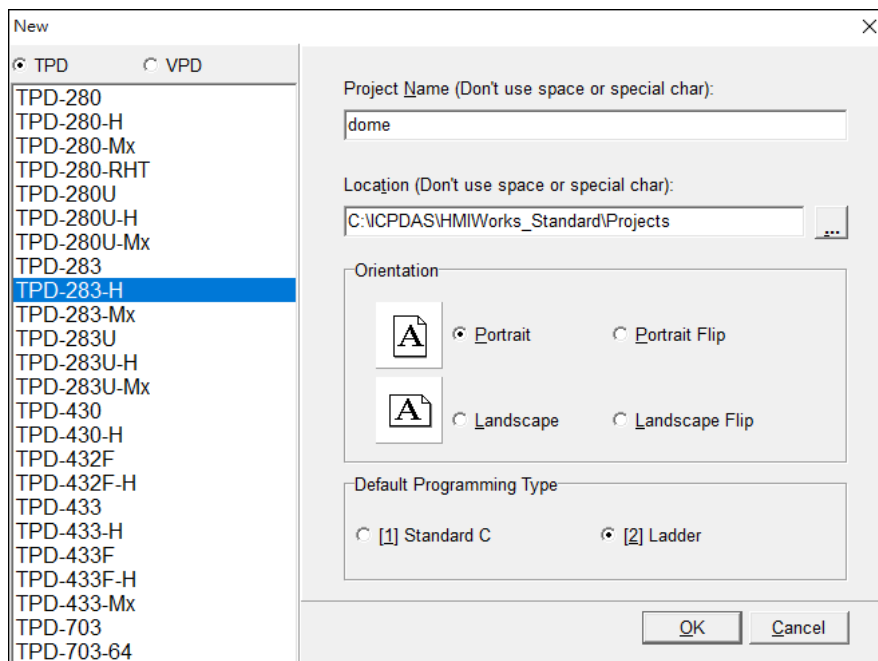 New
TPD VPD
TPD-280
TPD-280-H
TPD-280-Mx
TPD-280-RHT
TPD-280U
TPD-280U-H
TPD-280U-Mx
TPD-283
TPD-283-H
TPD-283-Mx
TPD-283U
TPD-283U-H
TPD-283U-Mx
TPD-430
TPD-430-H
TPD-432F
TPD-432F-H
TPD-433
TPD-433-H
TPD-433F
TPD-433F-H
TPD-433-Mx
TPD-703
TPD-703-64
Project Name (Don't use space or special char):
dome
Location (Don't use space or special char):
C:\ICPDAS\HMIWorks_Standard\Projects
...
Orientation
A Portrait Portrait Flip
A Landscape Landscape Flip
Default Programming Type
[1] Standard C [2] Ladder
OK Cancel